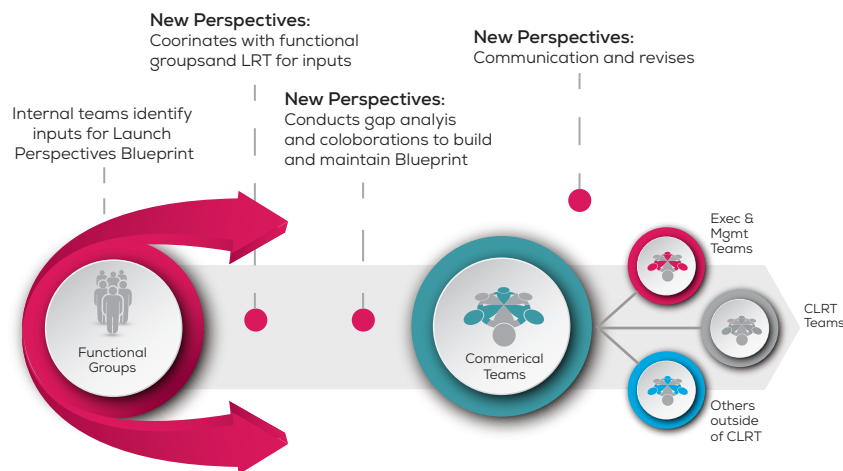 New Perspectives:
Coorinates with functional
groupsand LRT for inputs
New Perspectives:
Communication and revises
New Perspectives:
Conducts gap analyis
and coloborations to build
and maintain Blueprint
Internal teams identify
inputs for Launch
Perspectives Blueprint
Functional
Groups
Commerical
Teams
Exec &
Mgmt
Teams
CLRT
Teams
Others
outside
of CLRT